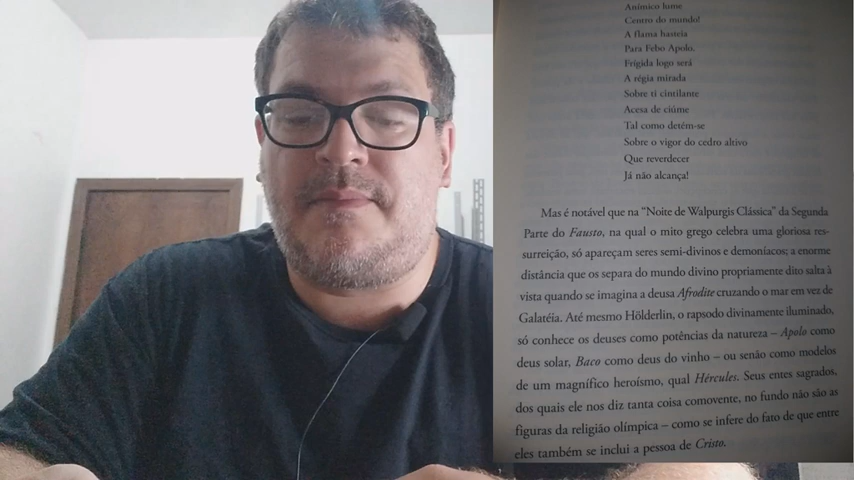 Anímico lume
Centro do mundo!
A flama hasteia
Para Febo Apolo.
Frígida logo será
A régia mirada
Sobre ti cintilante
Acesa de ciúme
Tal como detém-se
Sobre o vigor do cedro altivo
Que reverdecer
Já não alcança!
Mas é notável que na “Noite de Walpurgis Clássica” da Segunda
Parte do Fausto, na qual o mito grego celebra uma gloriosa res-
surreição, só apareçam seres semi-divinos e demoníacos; a enorme
distância que os separa do mundo divino propriamente dito salta à
vista quando se imagina a deusa Afrodite cruzando o mar em vez de
Galatéia. Até mesmo Hölderlin, o rapsodo divinamente iluminado,
só conhece os deuses como potências da natureza – Apolo como
deus solar, Baco como deus do vinho – ou senão como modelos
de um magnífico heroísmo, qual Hércules. Seus entes sagrados,
dos quais ele nos diz tanta coisa comovente, no fundo não são as
figuras da religião olímpica – como se infere do fato de que entre
eles também se inclui a pessoa de Cristo.